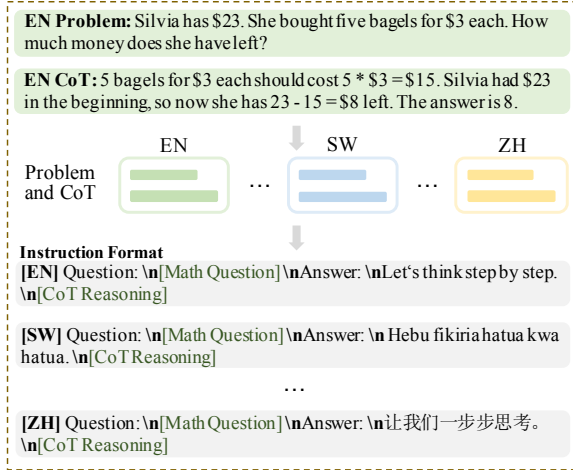 EN Problem: Silvia has $23. She bought five bagels for $3 each. How
much money does she have left?
EN CoT: 5 bagels for $3 each should cost 5 * $3 = $15. Silvia had $23
in the beginning, so now she has 23 - 15 = $8 left. The answer is 8.
EN SW ZH
Problem
and CoT
... ...
Instruction Format
[EN] Question: \n[Math Question] \nAnswer: \nLet's think step by step.
\n[CoT Reasoning]
[SW] Question: \n[Math Question] \nAnswer: \n Hebu fikiria hatua kwa
hatua. \n[CoT Reasoning]
...
[ZH] Question: \n[Math Question] \nAnswer: \n让我们一步步思考。
\n[CoT Reasoning]